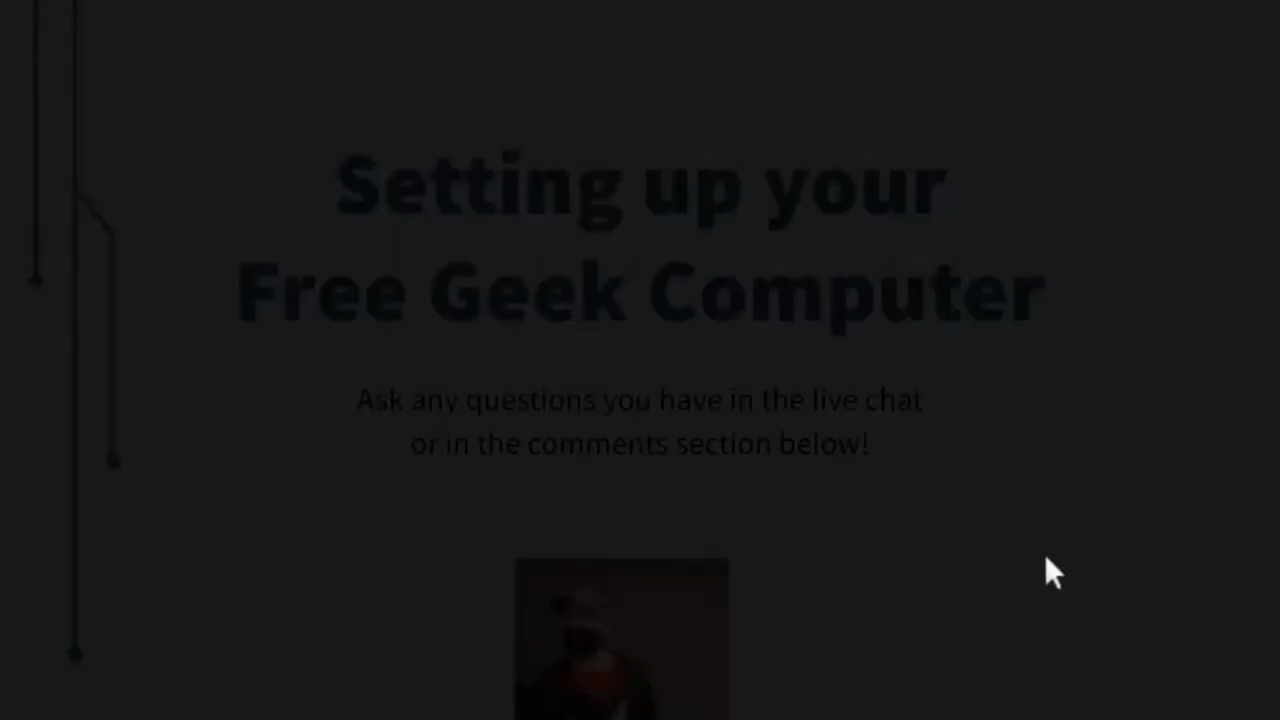 Setting up your
Free Geek Computer
Ask any questions you have in the live chat
or in the comments section below!